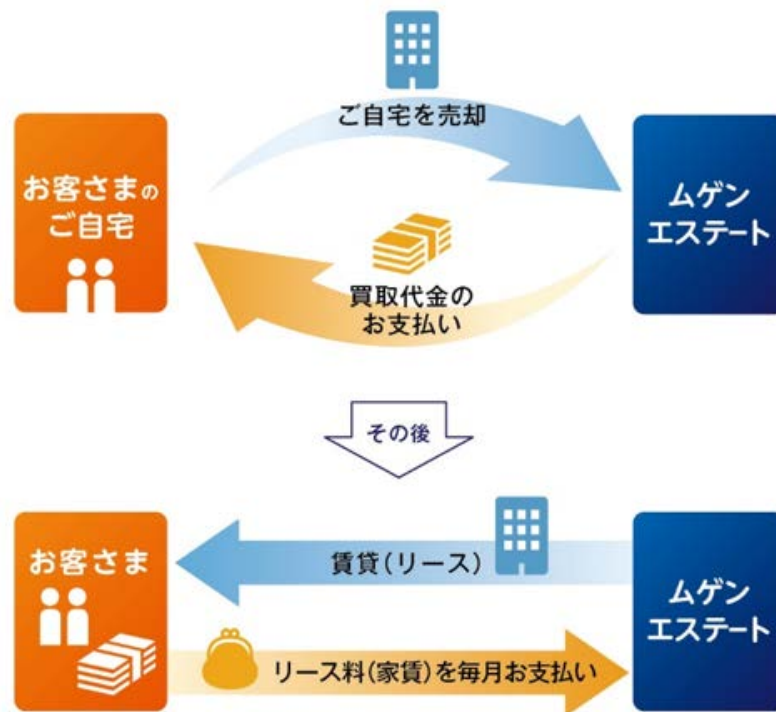 ご自宅を売却
お客さまの
ご自宅
ムゲン
エステート
買取代金の
お支払い
その後
お客さま
賃貸(リース)
ムゲン
エステート
リース料(家賃)を毎月お支払い